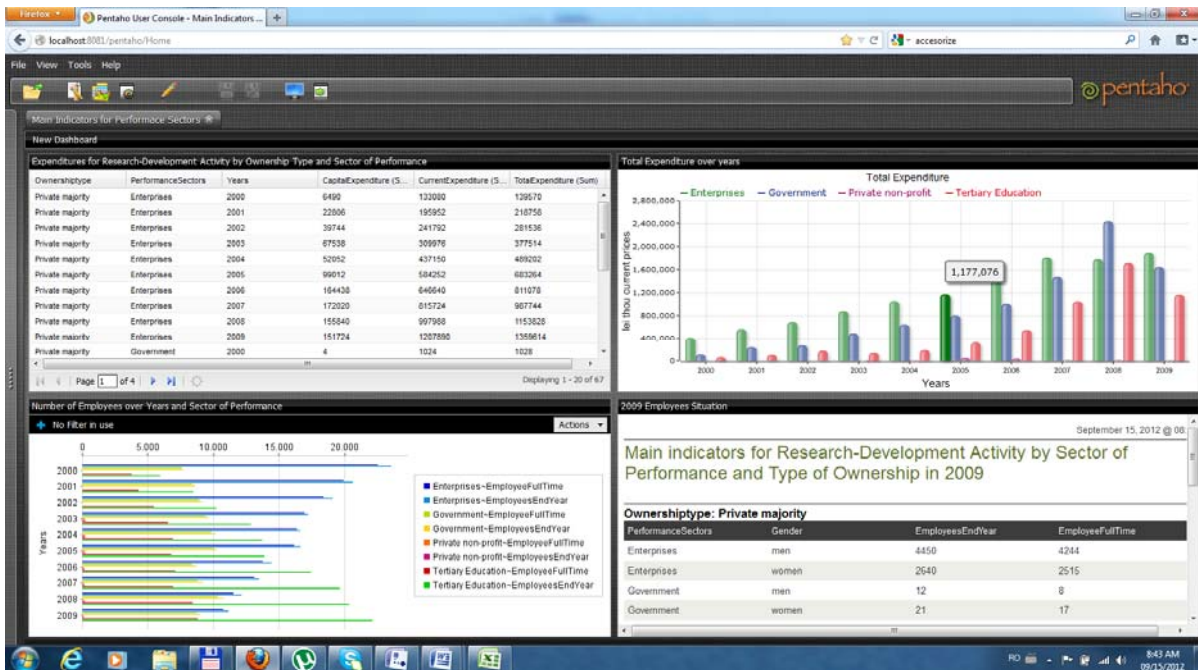 Firefox
Pentaho User Console - Main Indicators ...
localhost:8081/pentaho/Home
accesorize
File View Tools Help
pentaho
Main Indicators for Performace Sectors
New Dashboard
Expenditures for Research-Development Activity by Ownership Type and Sector of Performance
Ownershiptype PerformanceSectors Years CapitalExpenditure (S... CurrentExpenditure (S... TotalExpenditure (Sum)
Private majority Enterprises 2000 6490 133080 139570
Private majority Enterprises 2001 22806 195952 218758
Private majority Enterprises 2002 39744 241792 281536
Private majority Enterprises 2003 67538 309976 377514
Private majority Enterprises 2004 52052 437150 489202
Private majority Enterprises 2005 99012 584252 683264
Private majority Enterprises 2006 164438 646640 811078
Private majority Enterprises 2007 172020 815724 987744
Private majority Enterprises 2008 155840 997988 1153828
Private majority Enterprises 2009 151724 1207890 1359614
Private majority Government 2000 4 1024 1028
Page 1 of 4
Displaying 1 - 20 of 67
Total Expenditure over years
Total Expenditure
Enterprises Government Private non-profit Tertiary Education
lei thou current prices
2,800,000
2,400,000
2,000,000
1,600,000
1,200,000
800,000
400,000
0
1,177,076
2000 2001 2002 2003 2004 2005 2006 2007 2008 2009
Years
Number of Employees over Years and Sector of Performance
No Filter in use
Actions
0 5.000 10.000 15.000 20.000
Years
2000
2001
2002
2003
2004
2005
2006
2007
2008
2009
Enterprises~EmployeeFullTime
Enterprises~EmployeesEndYear
Government~EmployeeFullTime
Government~EmployeesEndYear
Private non-profit~EmployeeFullTime
Private non-profit~EmployeesEndYear
Tertiary Education~EmployeeFullTime
Tertiary Education~EmployeesEndYear
2009 Employees Situation
September 15, 2012 @ 08:
Main indicators for Research-Development Activity by Sector of
Performance and Type of Ownership in 2009
Ownershiptype: Private majority
PerformanceSectors Gender EmployeesEndYear EmployeeFullTime
Enterprises men 4450 4244
Enterprises women 2640 2515
Government men 12 8
Government women 21 17
RO
8:43 AM
09/15/2012